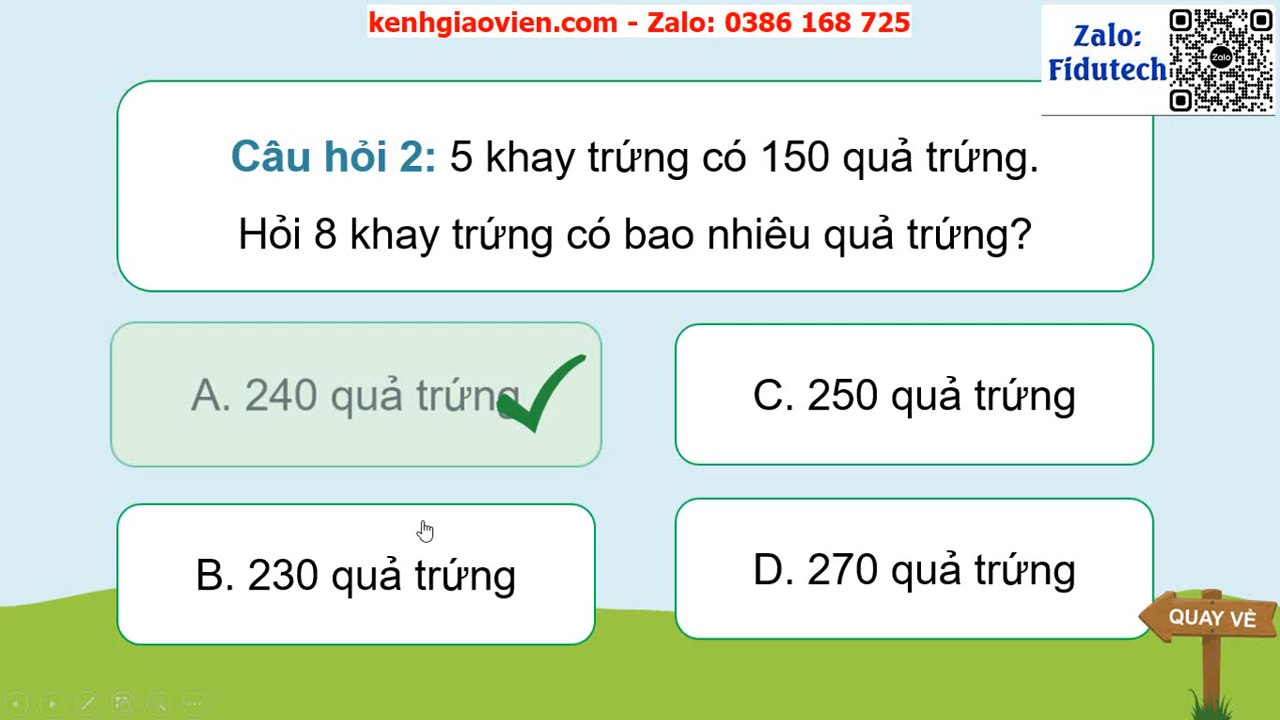 kenhgiaovien.com - Zalo: 0386 168 725
Zalo:
Fidutech
Zalo
Câu hỏi 2: 5 khay trứng có 150 quả trứng.
Hỏi 8 khay trứng có bao nhiêu quả trứng?
A. 240 quả trứng
C. 250 quả trứng
B. 230 quả trứng
D. 270 quả trứng
QUAY VỀ